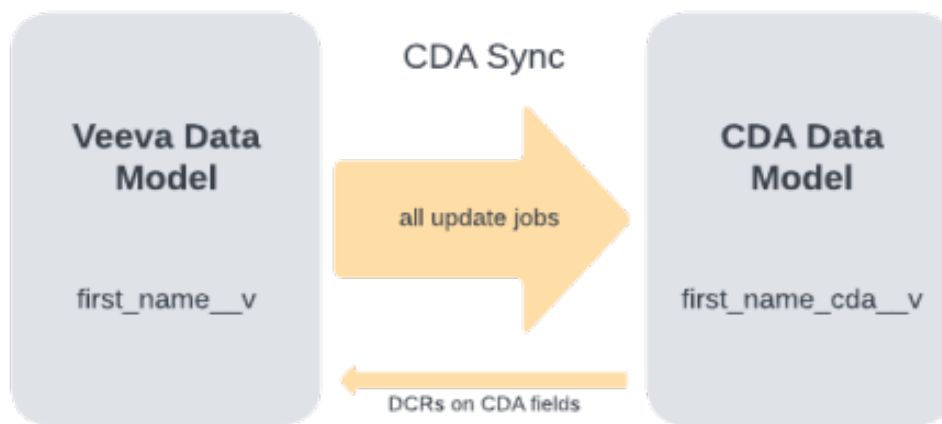 CDA Sync
Veeva Data
Model
first_name__v
all update jobs
DCRs on CDA fields
CDA Data
Model
first_name_cda__v